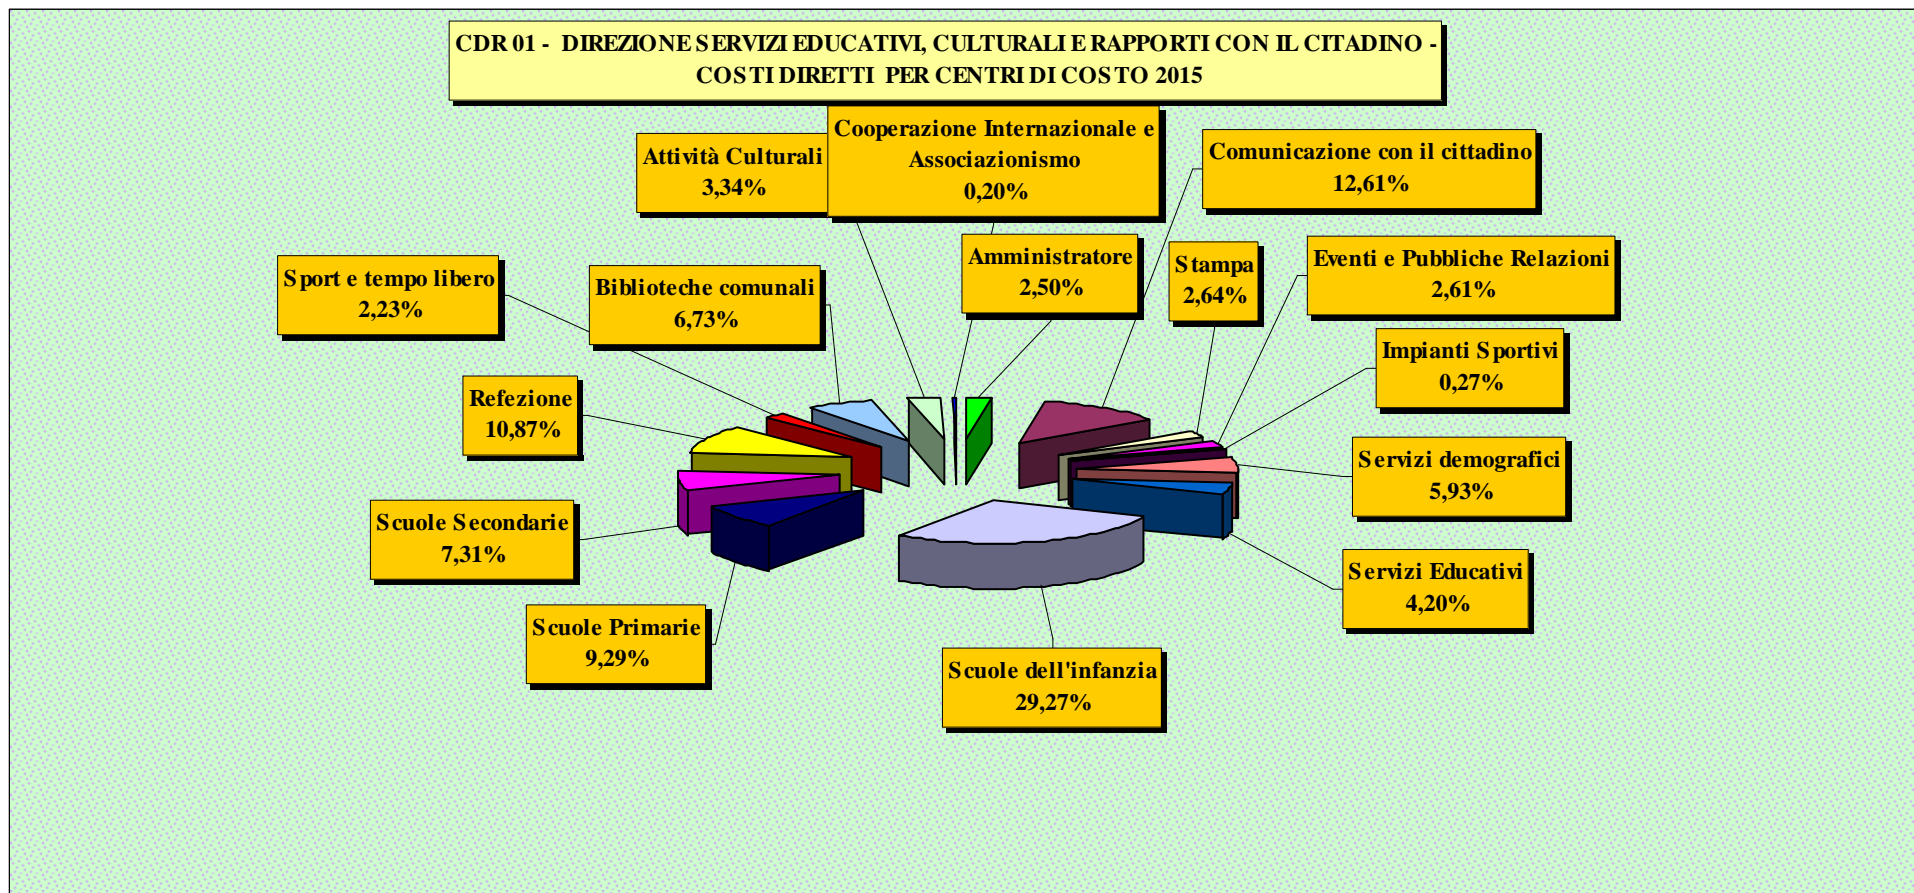 CDR 01 - DIREZIONE SERVIZI EDUCATIVI, CULTURALI E RAPPORTI CON IL CITADINO -
COSTI DIRETTI PER CENTRI DI COSTO 2015
Cooperazione Internazionale e
Associazionismo
0,20%
Attività Culturali
3,34%
Comunicazione con il cittadino
12,61%
Amministratore
2,50%
Stampa
2,64%
Eventi e Pubbliche Relazioni
2,61%
Sport e tempo libero
2,23%
Biblioteche comunali
6,73%
Impianti Sportivi
0,27%
Refezione
10,87%
Servizi demografici
5,93%
Scuole Secondarie
7,31%
Servizi Educativi
4,20%
Scuole Primarie
9,29%
Scuole dell'infanzia
29,27%